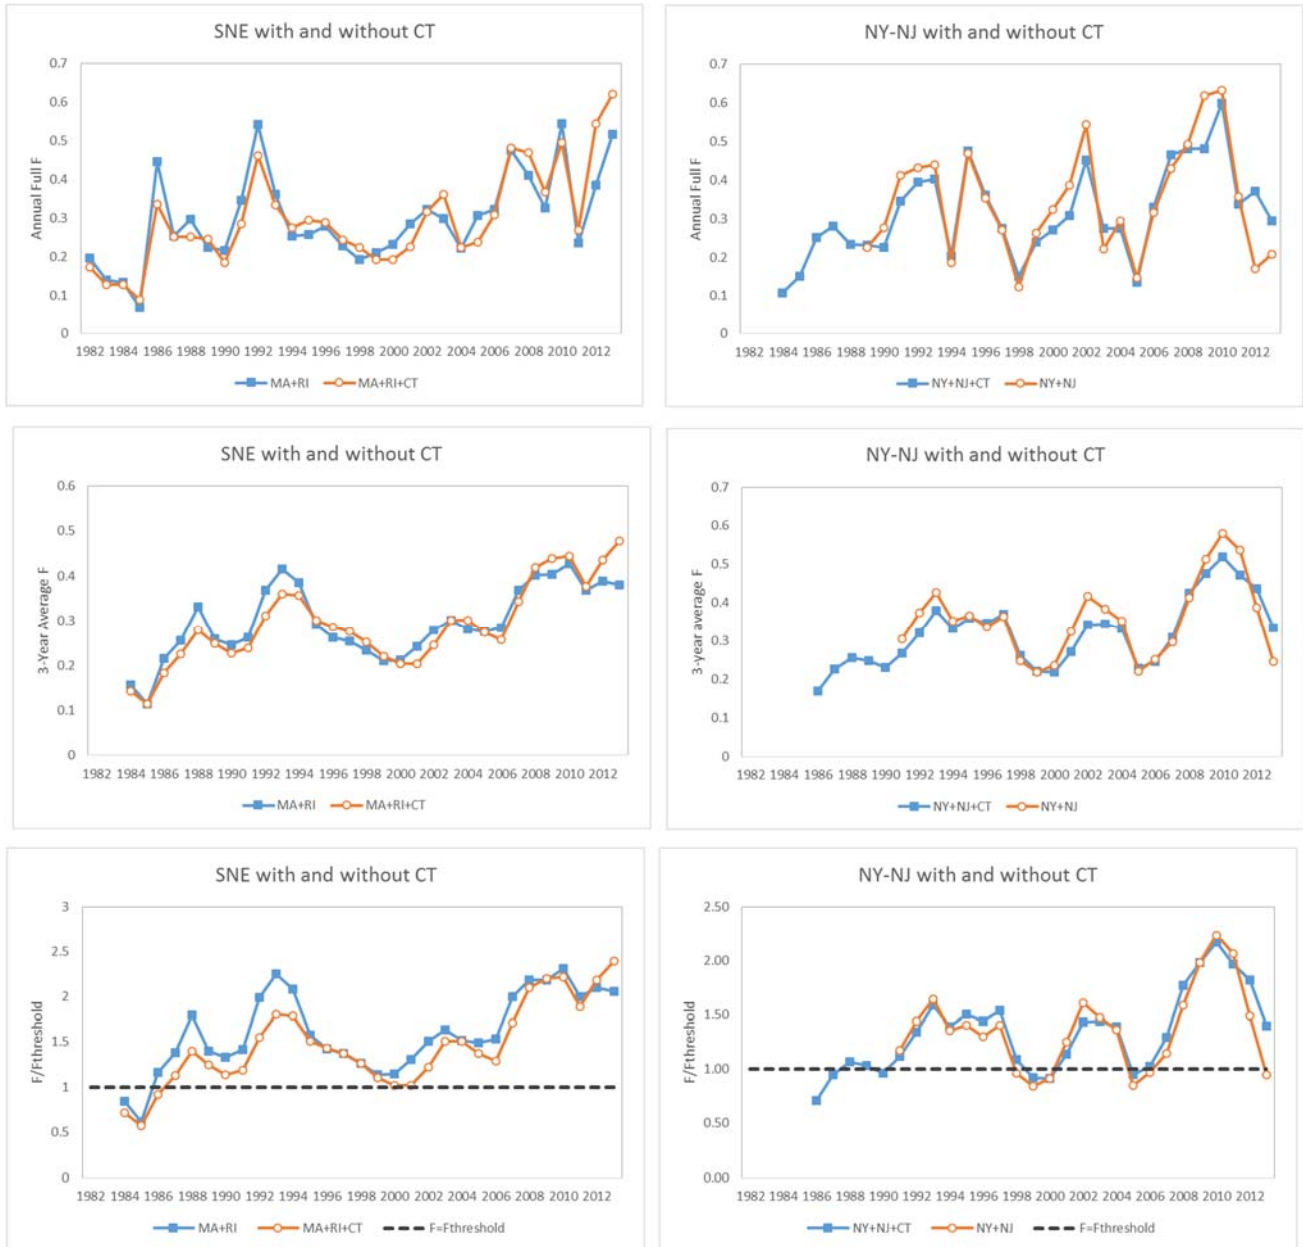 SNE with and without CT
Annual Full F
0.7
0.6
0.5
0.4
0.3
0.2
0.1
0
1982 1984 1986 1988 1990 1992 1994 1996 1998 2000 2002 2004 2006 2008 2010 2012
MA+RI MA+RI+CT
NY-NJ with and without CT
Annual Full F
0.7
0.6
0.5
0.4
0.3
0.2
0.1
0
1982 1984 1986 1988 1990 1992 1994 1996 1998 2000 2002 2004 2006 2008 2010 2012
NY+NJ+CT NY+NJ
SNE with and without CT
3-Year Average F
0.6
0.5
0.4
0.3
0.2
0.1
0
1982 1984 1986 1988 1990 1992 1994 1996 1998 2000 2002 2004 2006 2008 2010 2012
MA+RI MA+RI+CT
NY-NJ with and without CT
3-year average F
0.7
0.6
0.5
0.4
0.3
0.2
0.1
0
1982 1984 1986 1988 1990 1992 1994 1996 1998 2000 2002 2004 2006 2008 2010 2012
NY+NJ+CT NY+NJ
SNE with and without CT
F/Fthreshold
3
2.5
2
1.5
1
0.5
0
1982 1984 1986 1988 1990 1992 1994 1996 1998 2000 2002 2004 2006 2008 2010 2012
MA+RI MA+RI+CT F=Fthreshold
NY-NJ with and without CT
F/Fthreshold
2.50
2.00
1.50
1.00
0.50
0.00
1982 1984 1986 1988 1990 1992 1994 1996 1998 2000 2002 2004 2006 2008 2010 2012
NY+NJ+CT NY+NJ F=Fthreshold